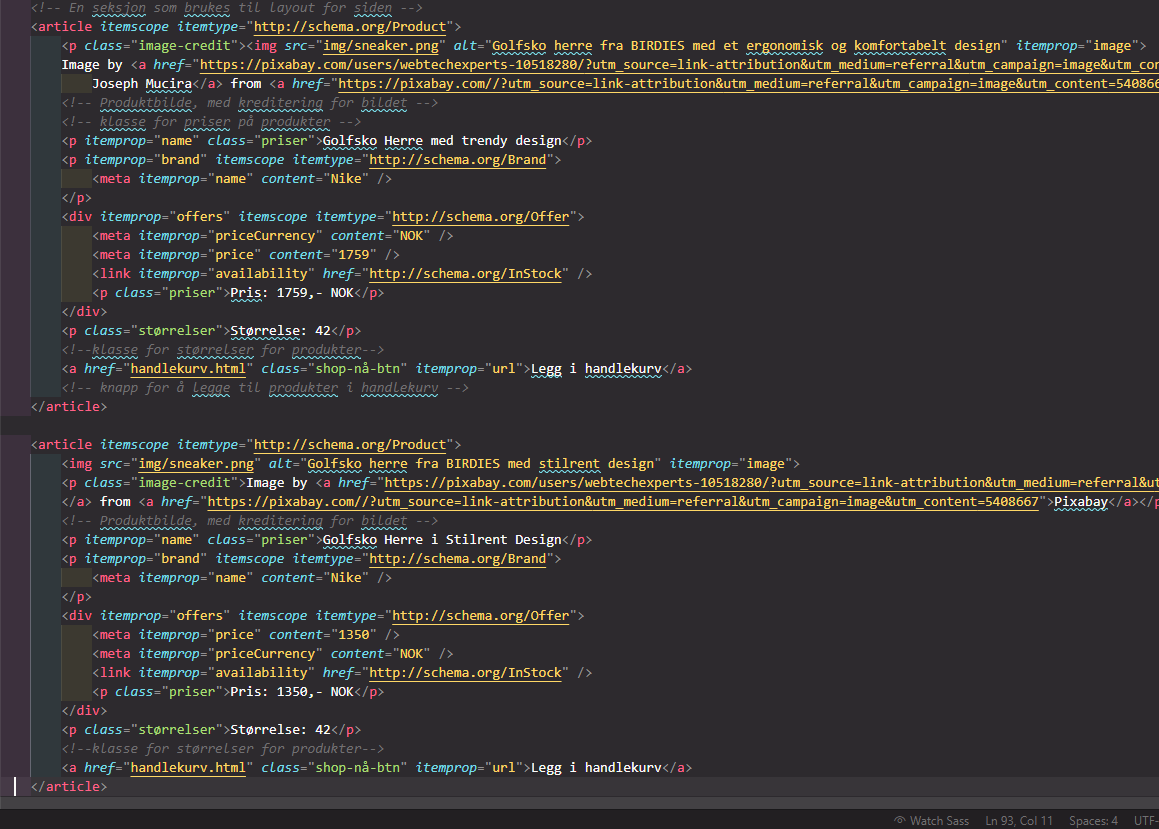 <!-- En seksjon som brukes til layout for siden -->
<article itemscope itemtype="http://schema.org/Product">
<p class="image-credit"><img src="img/sneaker.png" alt="Golfsko herre fra BIRDIES med et ergonomisk og komfortabelt design" itemprop="image">
Image by <a href="https://pixabay.com/users/webtechexperts-10518280/?utm_source=link-attribution&utm_medium=referral&utm_campaign=image&utm_con
Joseph Mucira</a> from <a href="https://pixabay.com//?utm_source=link-attribution&utm_medium=referral&utm_campaign=image&utm_content=540866
<!-- Produktbilde, med kreditering for bildet -->
<!-- klasse for priser på produkter -->
<p itemprop="name" class="priser">Golfsko Herre med trendy design</p>
<p itemprop="brand" itemscope itemtype="http://schema.org/Brand">
<meta itemprop="name" content="Nike" />
</p>
<div itemprop="offers" itemscope itemtype="http://schema.org/Offer">
<meta itemprop="priceCurrency" content="NOK" />
<meta itemprop="price" content="1759" />
<link itemprop="availability" href="http://schema.org/InStock" />
<p class="priser">Pris: 1759,- NOK</p>
</div>
<p class="størrelser">Størrelse: 42</p>
<!--klasse for størrelser for produkter-->
<a href="handlekurv.html" class="shop-nå-btn" itemprop="url">Legg i handlekurv</a>
<!-- knapp for å legge til produkter i handlekurv -->
</article>
<article itemscope itemtype="http://schema.org/Product">
<img src="img/sneaker.png" alt="Golfsko herre fra BIRDIES med stilrent design" itemprop="image">
<p class="image-credit">Image by <a href="https://pixabay.com/users/webtechexperts-10518280/?utm_source=link-attribution&utm_medium=referral&ut
</a> from <a href="https://pixabay.com//?utm_source=link-attribution&utm_medium=referral&utm_campaign=image&utm_content=5408667">Pixabay</a></p
<!-- Produktbilde, med kreditering for bildet -->
<p itemprop="name" class="priser">Golfsko Herre i Stilrent Design</p>
<p itemprop="brand" itemscope itemtype="http://schema.org/Brand">
<meta itemprop="name" content="Nike" />
</p>
<div itemprop="offers" itemscope itemtype="http://schema.org/Offer">
<meta itemprop="price" content="1350" />
<meta itemprop="priceCurrency" content="NOK" />
<link itemprop="availability" href="http://schema.org/InStock" />
<p class="priser">Pris: 1350,- NOK</p>
</div>
<p class="størrelser">Størrelse: 42</p>
<!--klasse for størrelser for produkter-->
<a href="handlekurv.html" class="shop-nå-btn" itemprop="url">Legg i handlekurv</a>
</article>
Watch Sass Ln 93, Col 11 Spaces: 4 UTF-